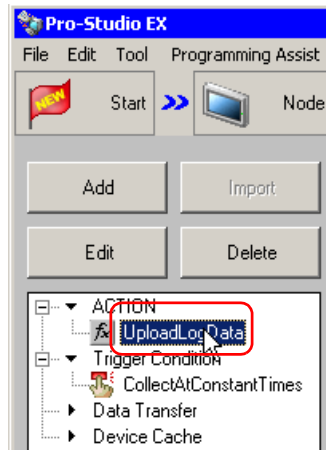 Pro-Studio EX
File Edit Tool Programming Assist
NEW Start Node
Add Import
Edit Delete
ACTION
fx UploadLogData
Trigger Condition
CollectAtConstantTimes
Data Transfer
Device Cache